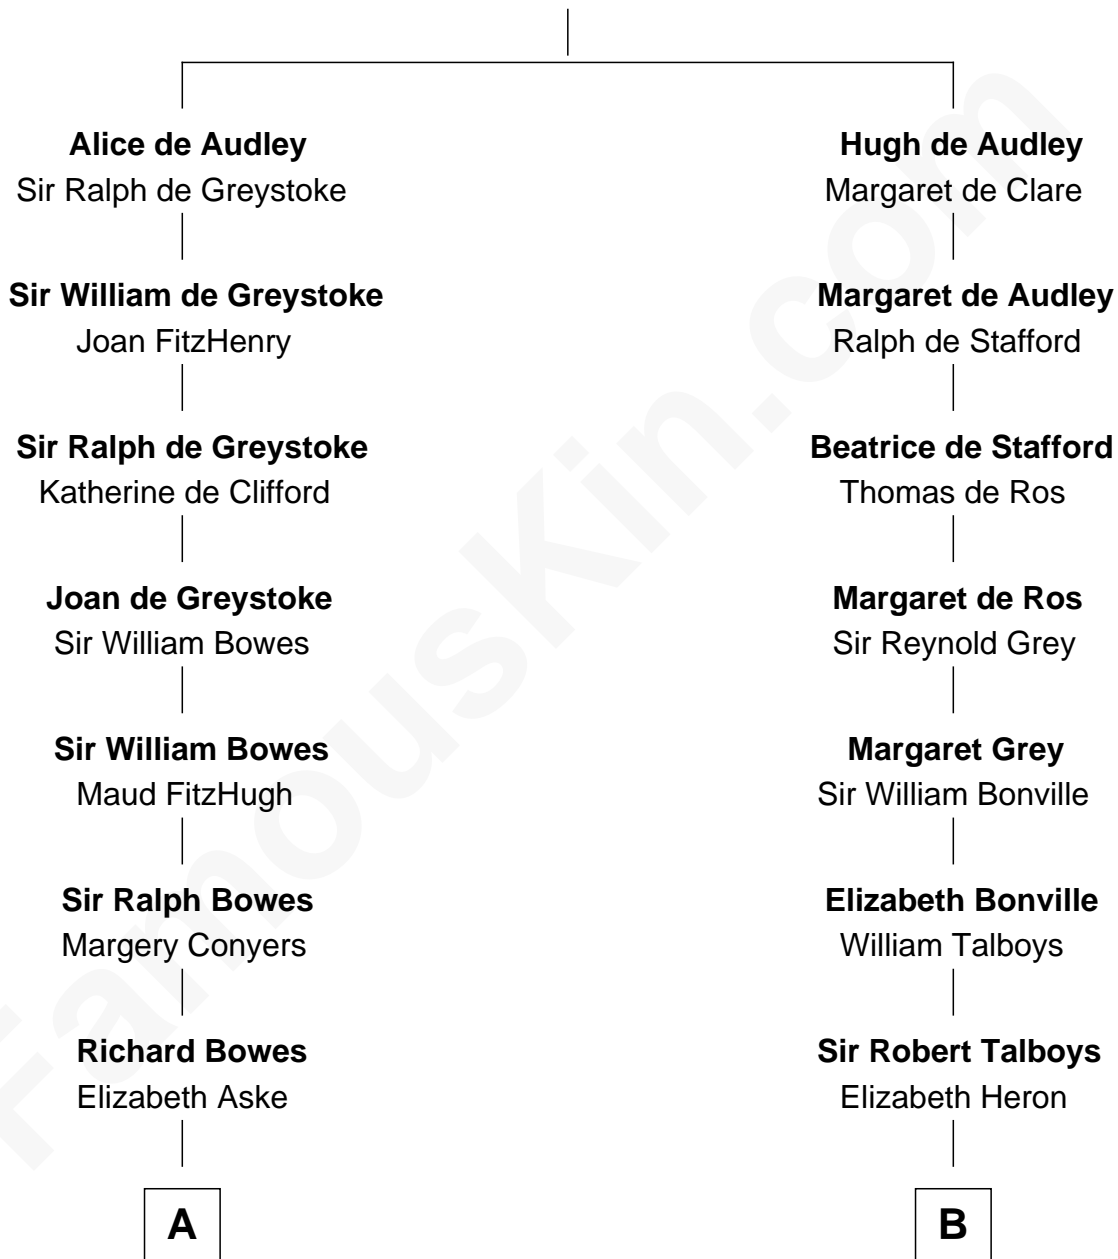 Alice de Audley
Sir Ralph de Greystoke
Sir William de Greystoke
Joan FitzHenry
Sir Ralph de Greystoke
Katherine de Clifford
Joan de Greystoke
Sir William Bowes
Sir William Bowes
Maud FitzHugh
Sir Ralph Bowes
Margery Conyers
Richard Bowes
Elizabeth Aske
A
Hugh de Audley
Margaret de Clare
Margaret de Audley
Ralph de Stafford
Beatrice de Stafford
Thomas de Ros
Margaret de Ros
Sir Reynold Grey
Margaret Grey
Sir William Bonville
Elizabeth Bonville
William Talboys
Sir Robert Talboys
Elizabeth Heron
B
FamousKin.com